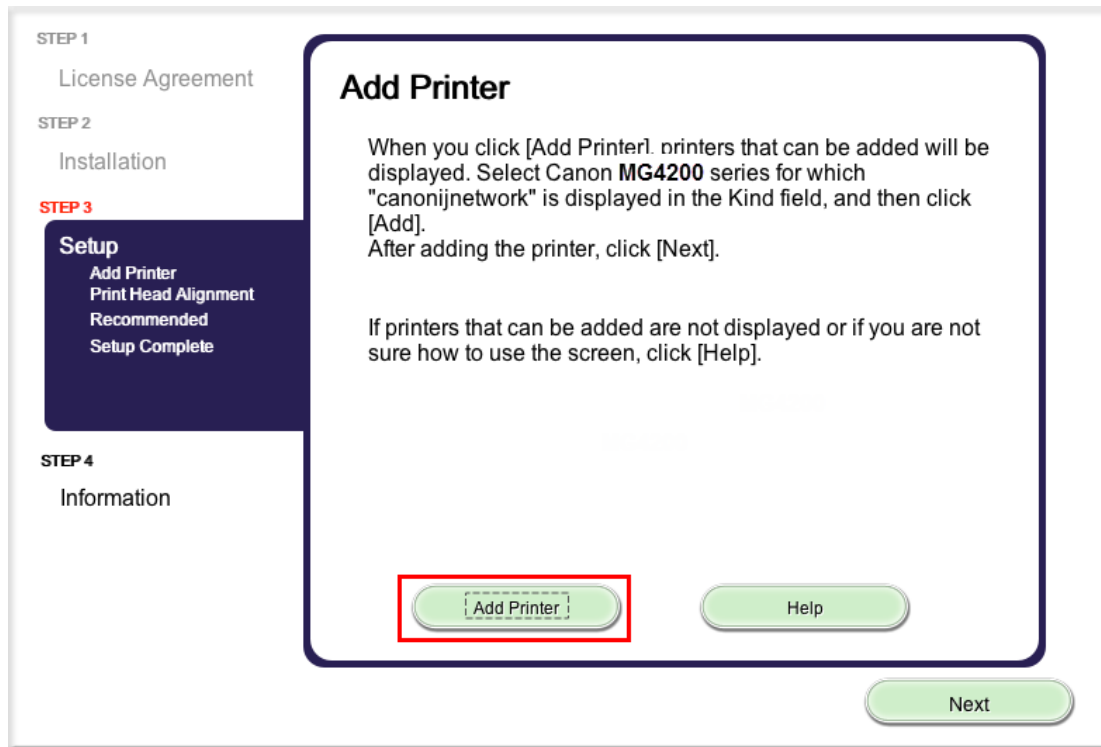 STEP 1
License Agreement
STEP 2
Installation
STEP 3
Setup
Add Printer
Print Head Alignment
Recommended
Setup Complete
STEP 4
Information
Add Printer
When you click [Add Printer], printers that can be added will be
displayed. Select Canon MG4200 series for which
"canonijnetwork" is displayed in the Kind field, and then click
[Add].
After adding the printer, click [Next].
If printers that can be added are not displayed or if you are not
sure how to use the screen, click [Help].
Add Printer
Help
Next